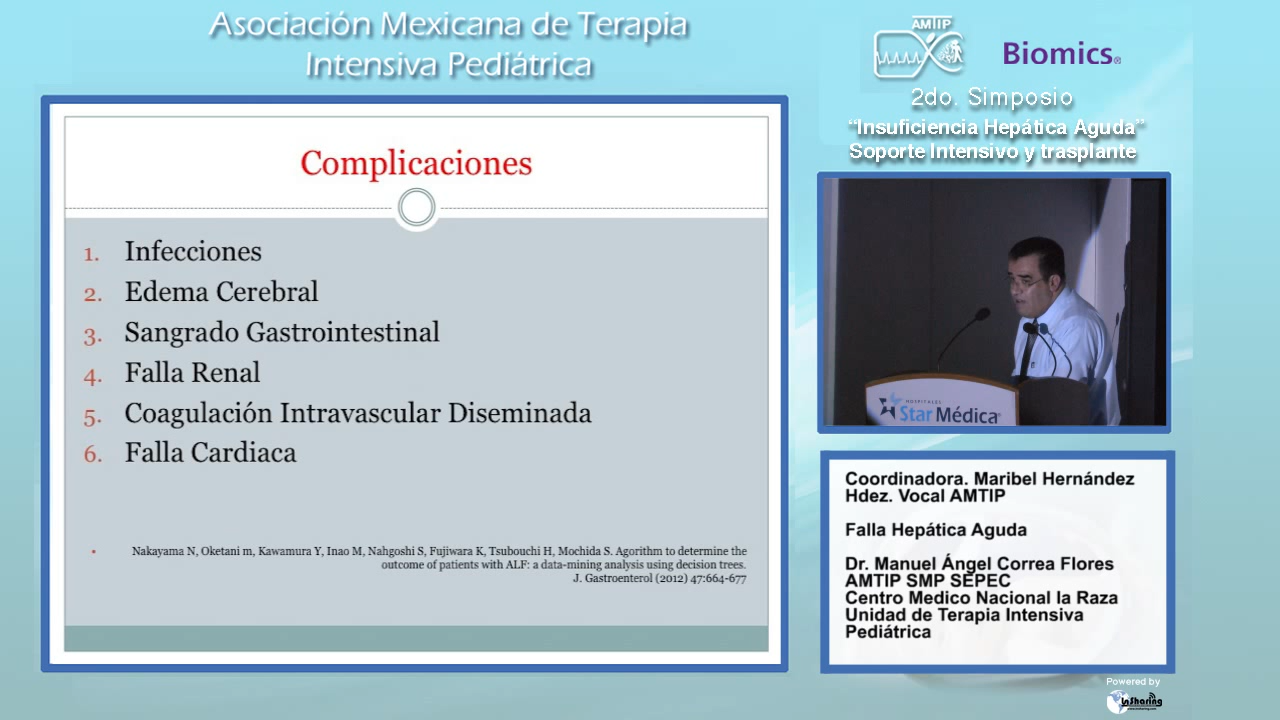 Asociación Mexicana de Terapia
Intensiva Pediátrica
Complicaciones
1. Infecciones
2. Edema Cerebral
3. Sangrado Gastrointestinal
4. Falla Renal
5. Coagulación Intravascular Diseminada
6. Falla Cardiaca
• Nakayama N, Oketani m, Kawamura Y, Inao M, Nahgoshi S, Fujiwara K, Tsubouchi H, Mochida S. Agorithm to determine the
outcome of patients with ALF: a data-mining analysis using decision trees.
J. Gastroenterol (2012) 47:664-677
AMTIP
Biomics®
2do. Simposio
“Insuficiencia Hepática Aguda”
Soporte Intensivo y trasplante
HOSPITALES
Star Médica
Coordinadora. Maribel Hernández
Hdez. Vocal AMTIP
Falla Hepática Aguda
Dr. Manuel Ángel Correa Flores
AMTIP SMP SEPEC
Centro Medico Nacional la Raza
Unidad de Terapia Intensiva
Pediátrica
Powered by
InSharing